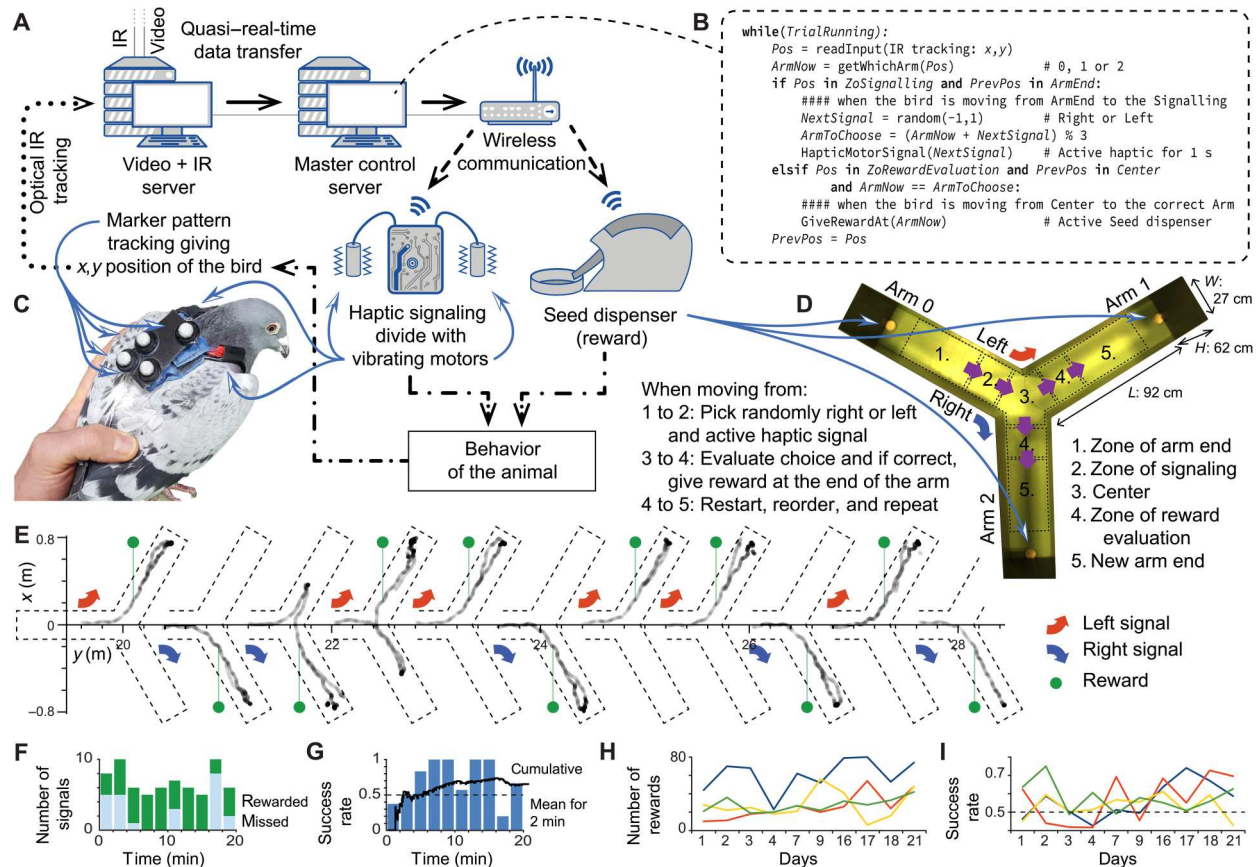 A
IR
Video
Quasi–real-time
data transfer
Optical IR
tracking
Video + IR
server
Master control
server
Wireless
communication
Marker pattern
tracking giving
x,y position of the bird
Haptic signaling
divide with
vibrating motors
Seed dispenser
(reward)
Behavior
of the animal
B
while(TrialRunning):
Pos = readInput(IR tracking: x,y)
ArmNow = getWhichArm(Pos) # 0, 1 or 2
if Pos in ZoSignalling and PrevPos in ArmEnd:
#### when the bird is moving from ArmEnd to the Signalling
NextSignal = random(-1,1) # Right or Left
ArmToChoose = (ArmNow + NextSignal) % 3
HapticMotorSignal(NextSignal) # Active haptic for 1 s
elsif Pos in ZoRewardEvaluation and PrevPos in Center
and ArmNow == ArmToChoose:
#### when the bird is moving from Center to the correct Arm
GiveRewardAt(ArmNow) # Active Seed dispenser
PrevPos = Pos
C
D
Arm 0
Arm 1
W:
27 cm
H: 62 cm
L: 92 cm
Left
Right
1.
2.
3.
4.
5.
4.
5.
Arm 2
When moving from:
1 to 2: Pick randomly right or left
and active haptic signal
3 to 4: Evaluate choice and if correct,
give reward at the end of the arm
4 to 5: Restart, reorder, and repeat
1. Zone of arm end
2. Zone of signaling
3. Center
4. Zone of reward
evaluation
5. New arm end
E
x (m)
0.8
0
−0.8
y (m)
20
22
24
26
28
Left signal
Right signal
Reward
F
Number of
signals
10
5
0
Rewarded
Missed
0
10
20
Time (min)
G
Success
rate
1
0.5
0
Cumulative
Mean for
2 min
0
10
20
Time (min)
H
Number of
rewards
80
40
0
1 2 3 4 7 9 16 17 18 21
Days
I
Success
rate
0.7
0.5
1 2 3 4 7 9 16 17 18 21
Days